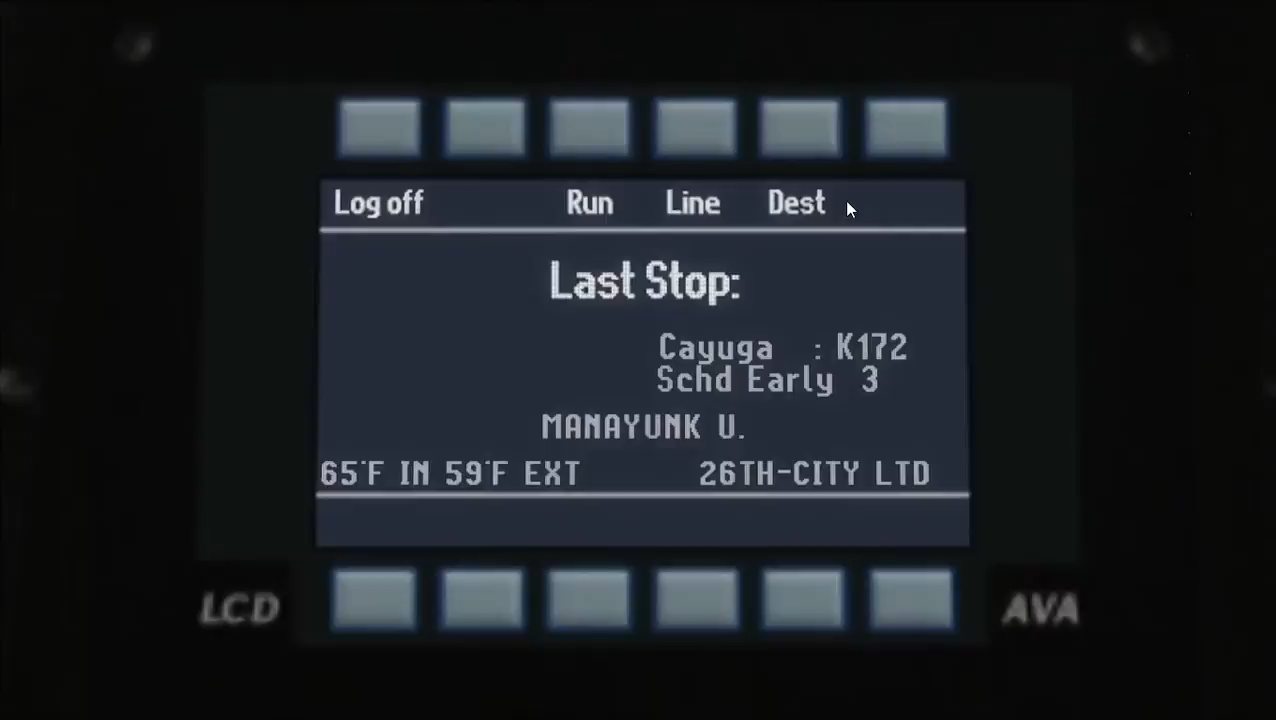 Log off Run Line Dest
Last Stop:
Cayuga : K172
Schd Early 3
MANAYUNK U.
65°F IN 59°F EXT 26TH-CITY LTD
LCD AVA